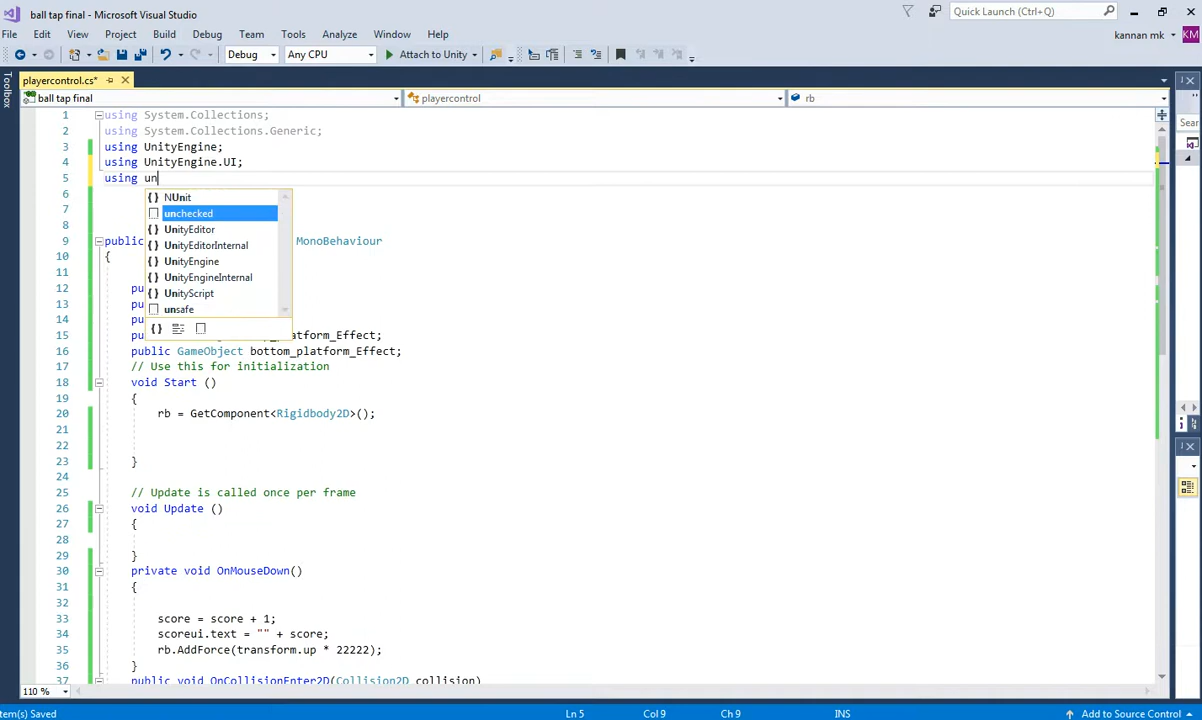 ball tap final - Microsoft Visual Studio
Quick Launch (Ctrl+Q)
File Edit View Project Build Debug Team Tools Analyze Window Help
kannan mk KM
Debug Any CPU Attach to Unity
Toolbox
playercontrol.cs*
ball tap final playercontrol rb
1 using System.Collections;
2 using System.Collections.Generic;
3 using UnityEngine;
4 using UnityEngine.UI;
5 using un
6
7
8
9 public MonoBehaviour
10 {
11
12 pu
13 pu
14 pu
15 pu atform_Effect;
16 public GameObject bottom_platform_Effect;
17 // Use this for initialization
18 void Start ()
19 {
20 rb = GetComponent<Rigidbody2D>();
21
22
23 }
24
25 // Update is called once per frame
26 void Update ()
27 {
28
29 }
30 private void OnMouseDown()
31 {
32
33 score = score + 1;
34 scoreui.text = "" + score;
35 rb.AddForce(transform.up * 22222);
36 }
37 public void OnCollisionEnter2D(Collision2D collision)
{} NUnit
unchecked
{} UnityEditor
{} UnityEditorInternal
{} UnityEngine
{} UnityEngineInternal
{} UnityScript
unsafe
{}
Sear
110 %
tem(s) Saved Ln 5 Col 9 Ch 9 INS Add to Source Control